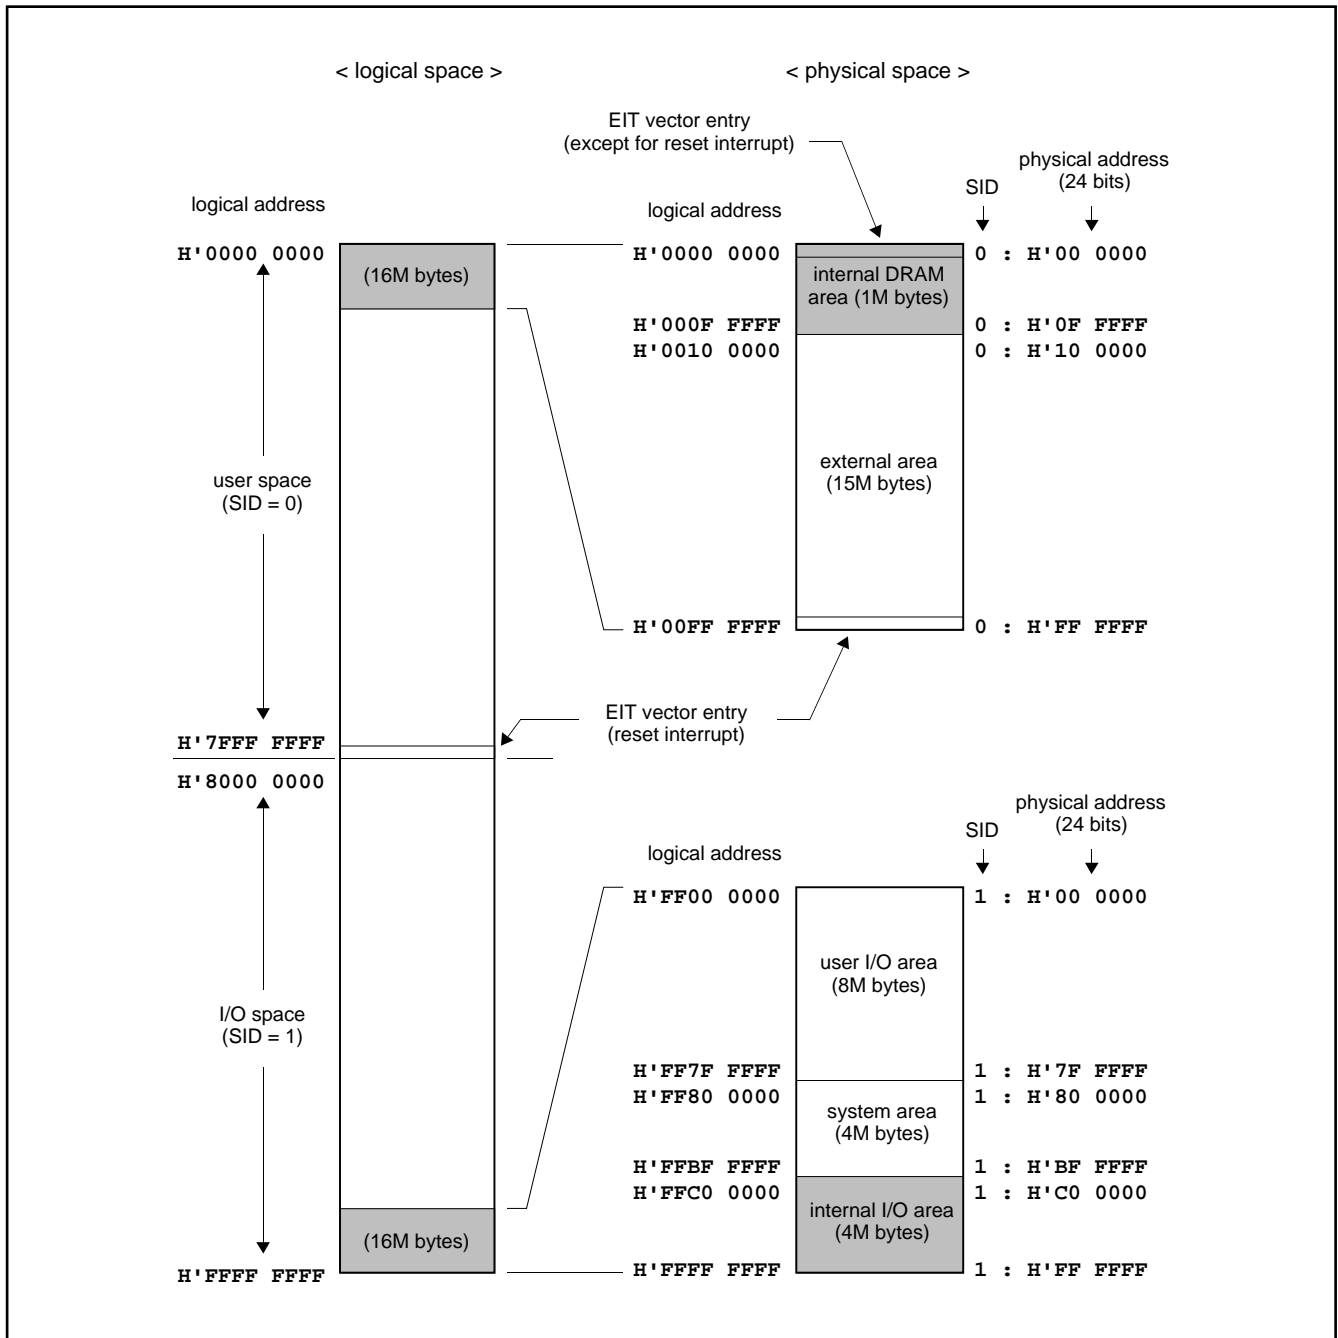 < logical space >
< physical space >
EIT vector entry
(except for reset interrupt)
physical address
(24 bits)
SID
logical address
logical address
H'0000 0000
(16M bytes)
H'0000 0000
internal DRAM
area (1M bytes)
0 : H'00 0000
H'000F FFFF
0 : H'0F FFFF
H'0010 0000
0 : H'10 0000
user space
(SID = 0)
external area
(15M bytes)
H'00FF FFFF
0 : H'FF FFFF
EIT vector entry
(reset interrupt)
H'7FFF FFFF
H'8000 0000
physical address
(24 bits)
SID
logical address
H'FF00 0000
1 : H'00 0000
user I/O area
(8M bytes)
I/O space
(SID = 1)
H'FF7F FFFF
1 : H'7F FFFF
H'FF80 0000
1 : H'80 0000
system area
(4M bytes)
H'FFBF FFFF
1 : H'BF FFFF
H'FFC0 0000
1 : H'C0 0000
internal I/O area
(4M bytes)
(16M bytes)
H'FFFF FFFF
H'FFFF FFFF
1 : H'FF FFFF